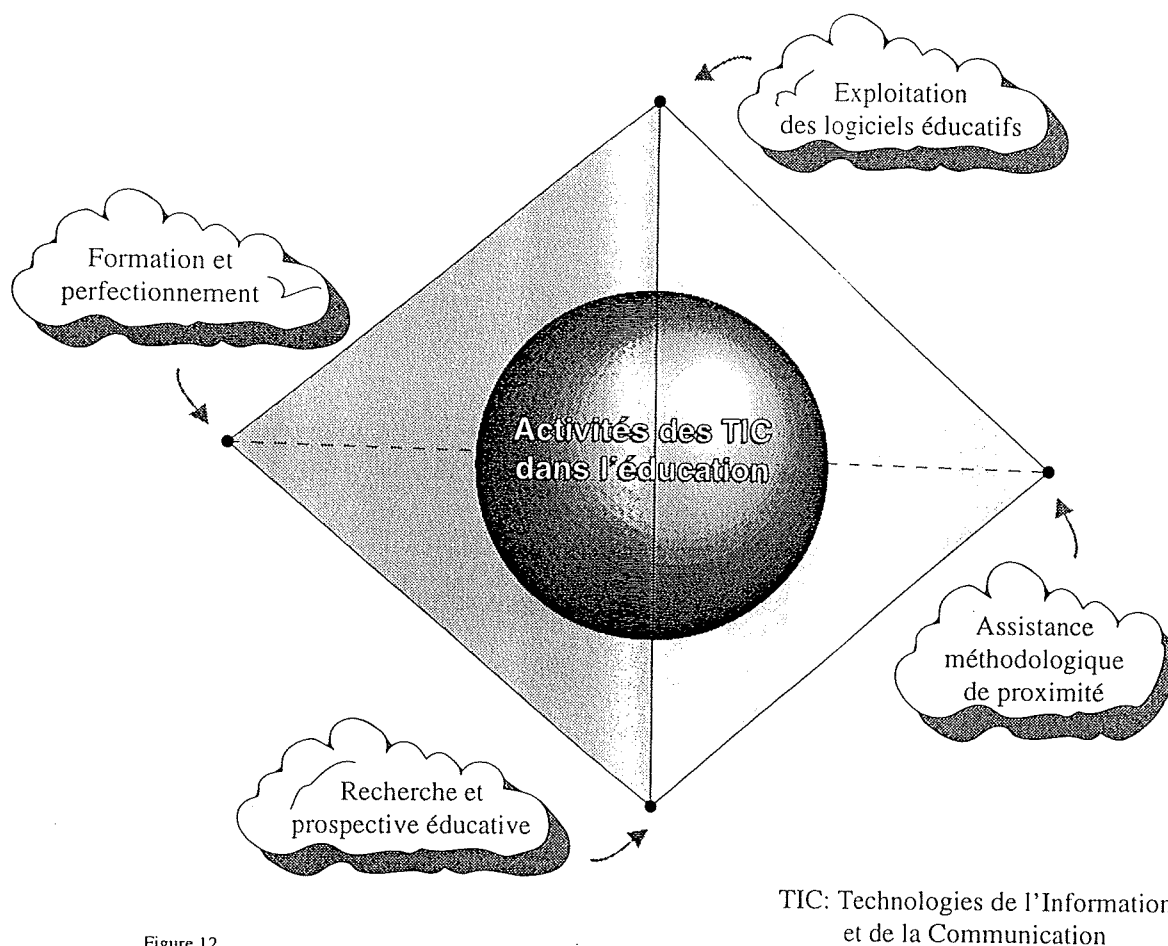 Exploitation
des logiciels éducatifs
Formation et
perfectionnement
Activités des TIC
dans l'éducation
Assistance
méthodologique
de proximité
Recherche et
prospective éducative
TIC: Technologies de l'Information
et de la Communication
Figure 12